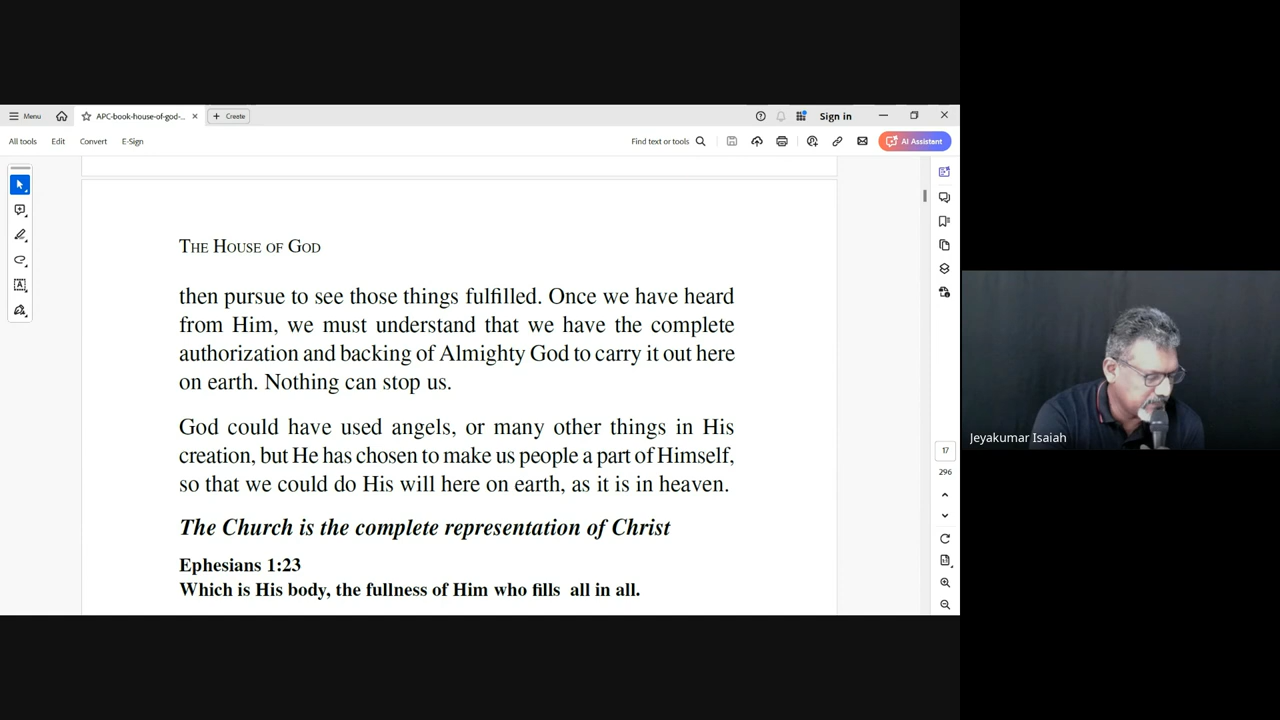 Menu
APC-book-house-of-god-...
Create
Sign in
All tools
Edit
Convert
E-Sign
Find text or tools
AI Assistant
THE HOUSE OF GOD
then pursue to see those things fulfilled. Once we have heard
from Him, we must understand that we have the complete
authorization and backing of Almighty God to carry it out here
on earth. Nothing can stop us.
God could have used angels, or many other things in His
creation, but He has chosen to make us people a part of Himself,
so that we could do His will here on earth, as it is in heaven.
The Church is the complete representation of Christ
Ephesians 1:23
Which is His body, the fullness of Him who fills all in all.
17
296
Jeyakumar Isaiah